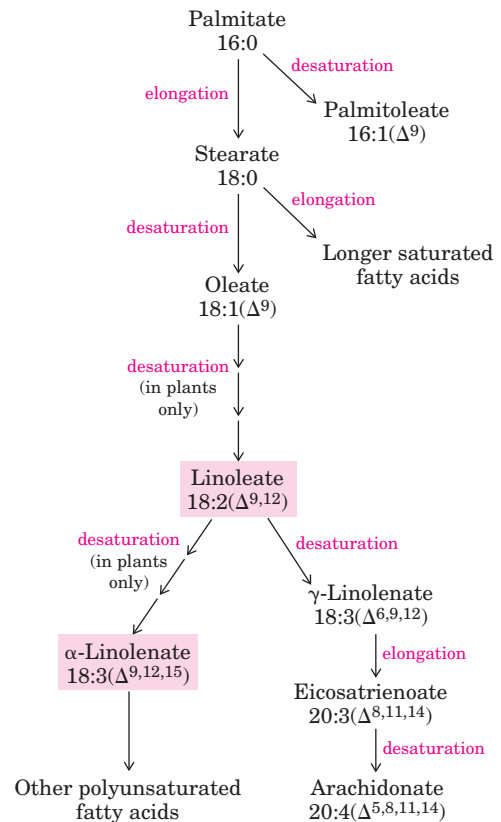 Palmitate
16:0
desaturation
elongation
Palmitoleate
16:1(Δ⁹)
Stearate
18:0
elongation
desaturation
Longer saturated
fatty acids
Oleate
18:1(Δ⁹)
desaturation
(in plants
only)
Linoleate
18:2(Δ⁹,¹²)
desaturation
(in plants
only)
desaturation
γ-Linolenate
18:3(Δ⁶,⁹,¹²)
α-Linolenate
18:3(Δ⁹,¹²,¹⁵)
elongation
Eicosatrienoate
20:3(Δ⁸,¹¹,¹⁴)
desaturation
Other polyunsaturated
fatty acids
Arachidonate
20:4(Δ⁵,⁸,¹¹,¹⁴)